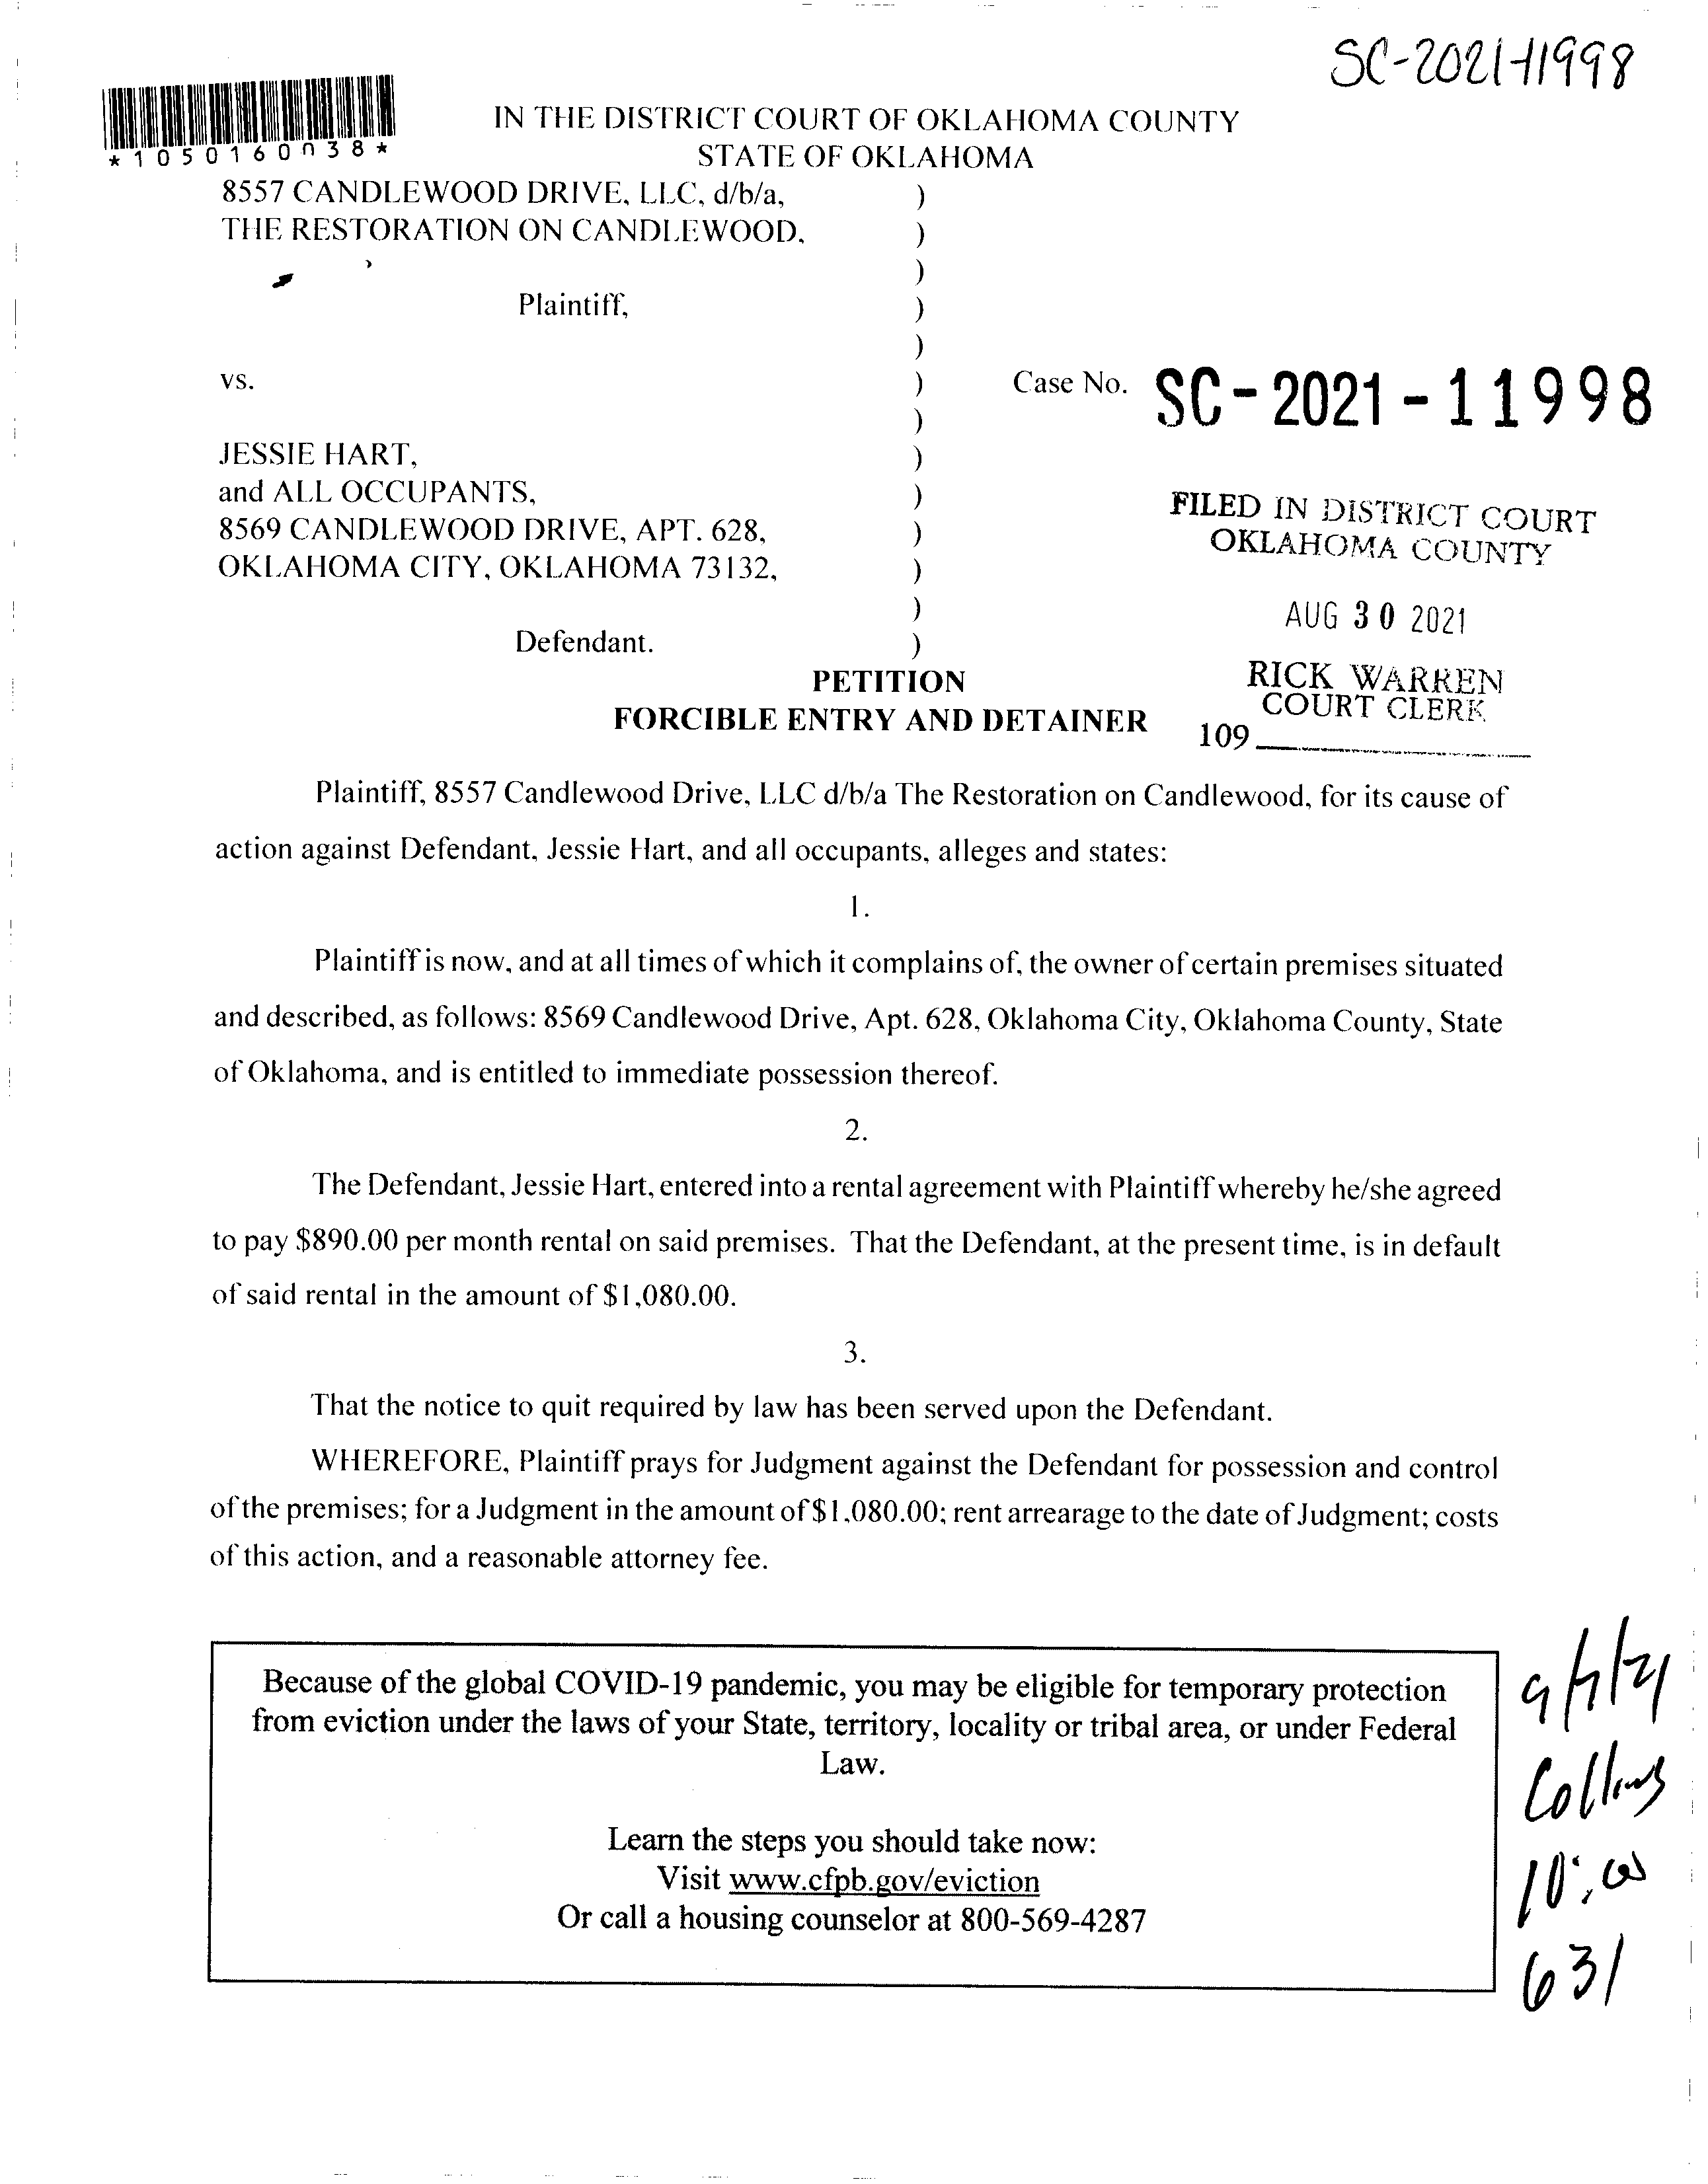 SC-2021-11998
*1050160038*
IN THE DISTRICT COURT OF OKLAHOMA COUNTY
STATE OF OKLAHOMA
8557 CANDLEWOOD DRIVE, LLC, d/b/a, )
THE RESTORATION ON CANDLEWOOD, )
)
Plaintiff, )
)
vs. ) Case No. SC-2021-11998
)
JESSIE HART, )
and ALL OCCUPANTS, )
8569 CANDLEWOOD DRIVE, APT. 628, )
OKLAHOMA CITY, OKLAHOMA 73132, )
)
Defendant. )
FILED IN DISTRICT COURT
OKLAHOMA COUNTY
AUG 30 2021
RICK WARREN
COURT CLERK
109
PETITION
FORCIBLE ENTRY AND DETAINER
Plaintiff, 8557 Candlewood Drive, LLC d/b/a The Restoration on Candlewood, for its cause of
action against Defendant, Jessie Hart, and all occupants, alleges and states:
1.
Plaintiff is now, and at all times of which it complains of, the owner of certain premises situated
and described, as follows: 8569 Candlewood Drive, Apt. 628, Oklahoma City, Oklahoma County, State
of Oklahoma, and is entitled to immediate possession thereof.
2.
The Defendant, Jessie Hart, entered into a rental agreement with Plaintiff whereby he/she agreed
to pay $890.00 per month rental on said premises. That the Defendant, at the present time, is in default
of said rental in the amount of $1,080.00.
3.
That the notice to quit required by law has been served upon the Defendant.
WHEREFORE, Plaintiff prays for Judgment against the Defendant for possession and control
of the premises; for a Judgment in the amount of $1,080.00; rent arrearage to the date of Judgment; costs
of this action, and a reasonable attorney fee.
Because of the global COVID-19 pandemic, you may be eligible for temporary protection
from eviction under the laws of your State, territory, locality or tribal area, or under Federal
Law.
Learn the steps you should take now:
Visit www.cfpb.gov/eviction
Or call a housing counselor at 800-569-4287
Collins
10:00
631